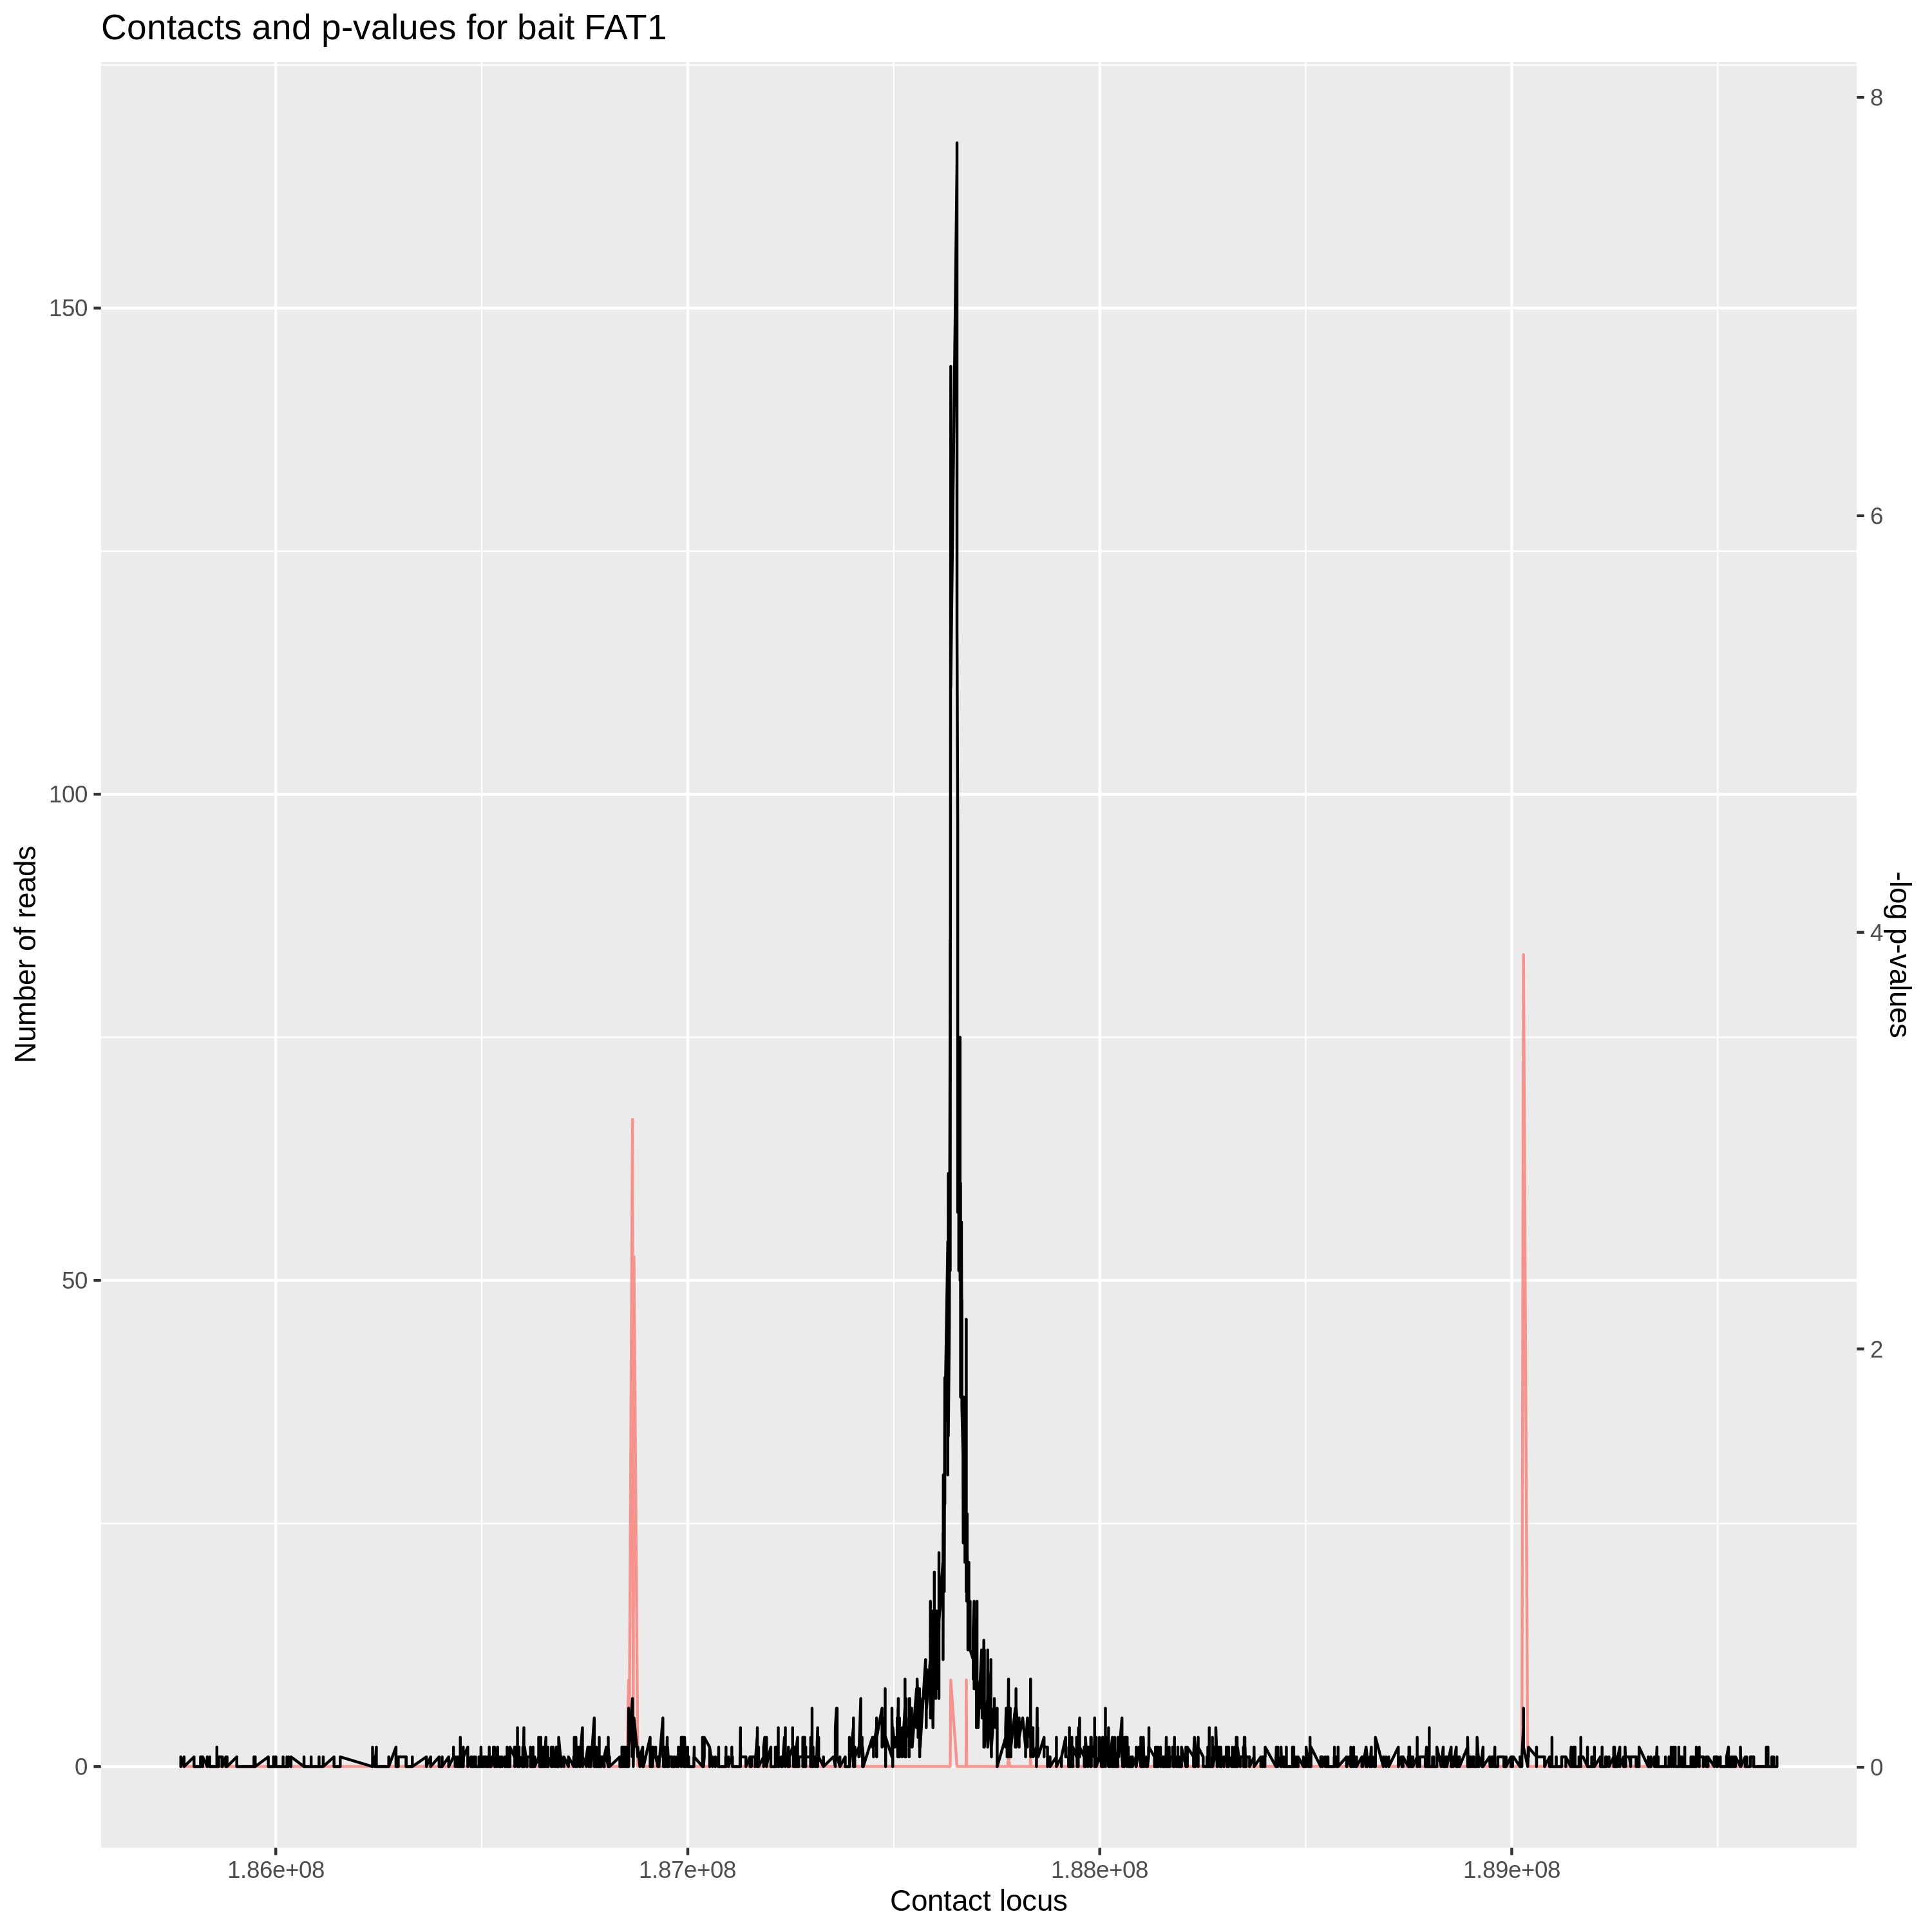 Contacts and p-values for bait FAT1
8
150
6
100
4
Number of reads
-log p-values
50
2
0
0
1.86e+08 1.87e+08 1.88e+08 1.89e+08
Contact locus